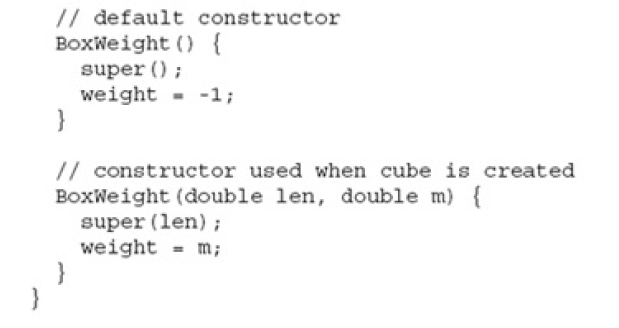 // default constructor
BoxWeight() {
super();
weight = -1;
}
// constructor used when cube is created
BoxWeight(double len, double m) {
super(len);
weight = m;
}
}